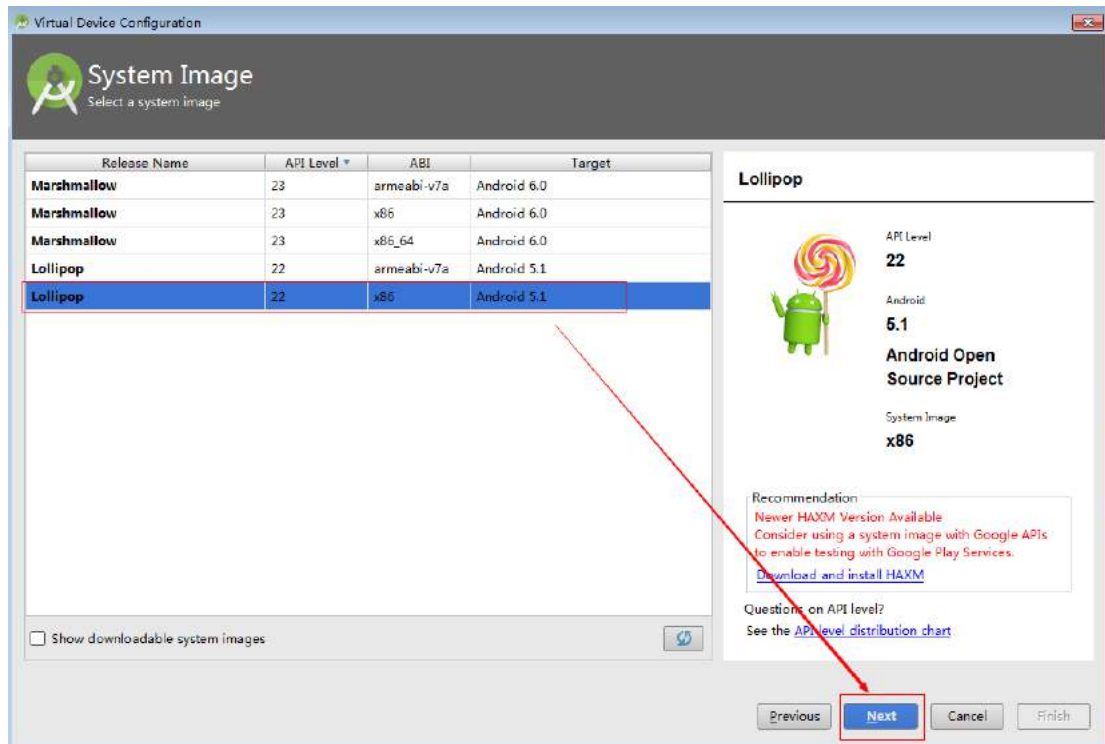 Virtual Device Configuration
System Image
Select a system image
Release Name API Level ABI Target
Marshmallow 23 armeabi-v7a Android 6.0
Marshmallow 23 x86 Android 6.0
Marshmallow 23 x86_64 Android 6.0
Lollipop 22 armeabi-v7a Android 5.1
Lollipop 22 x86 Android 5.1
Show downloadable system images
Lollipop
API Level
22
Android
5.1
Android Open
Source Project
System Image
x86
Recommendation
Newer HAXM Version Available
Consider using a system image with Google APIs
to enable testing with Google Play Services.
Download and install HAXM
Questions on API level?
See the API level distribution chart
Previous Next Cancel Finish